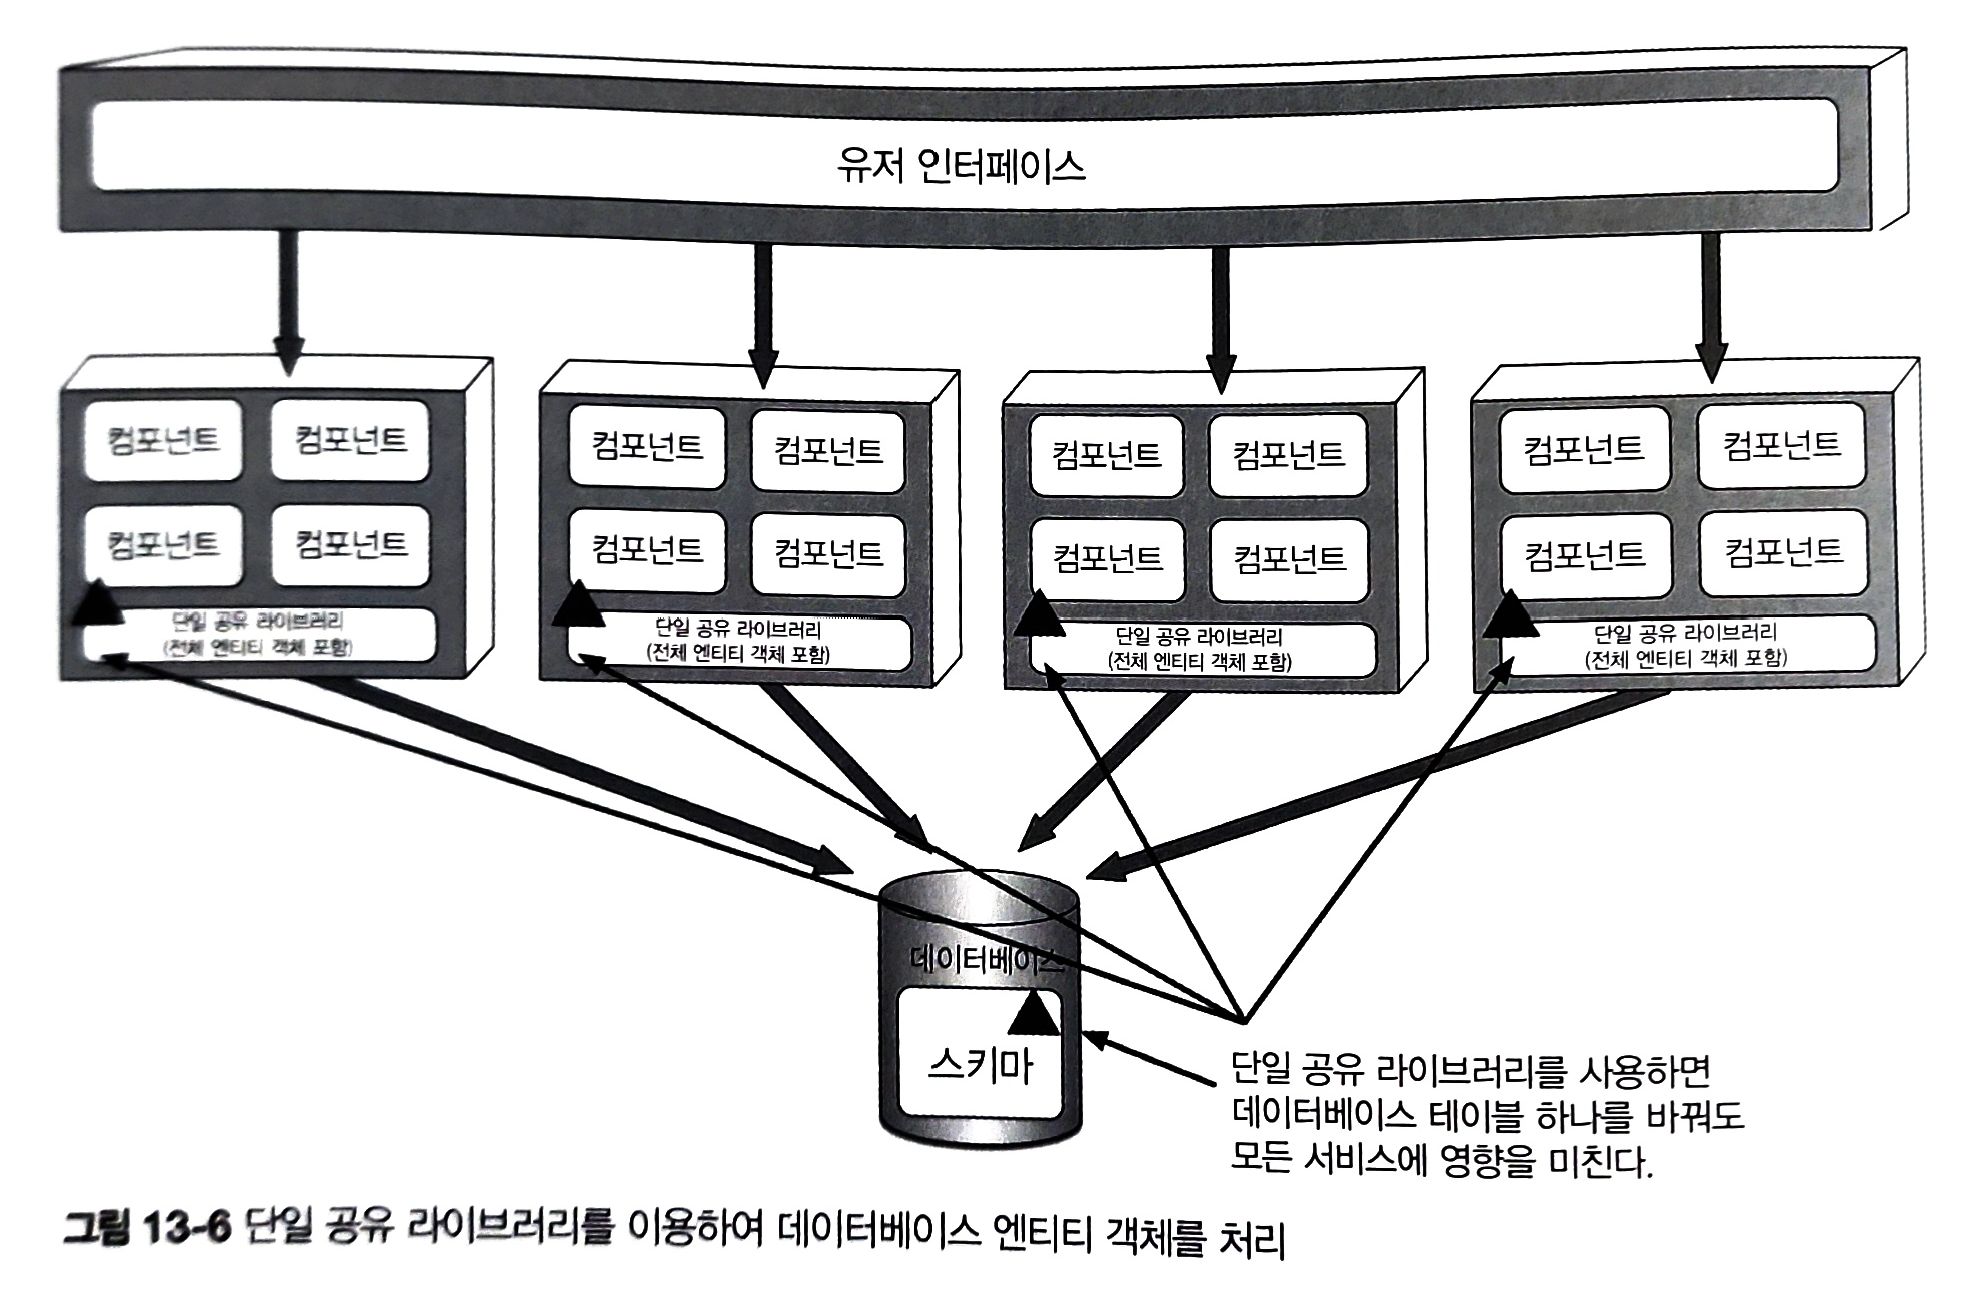 유저 인터페이스
컴포넌트 컴포넌트
컴포넌트 컴포넌트
단일 공유 라이브러리
(전체 엔티티 객체 포함)
컴포넌트 컴포넌트
컴포넌트 컴포넌트
단일 공유 라이브러리
(전체 엔티티 객체 포함)
컴포넌트 컴포넌트
컴포넌트 컴포넌트
단일 공유 라이브러리
(전체 엔티티 객체 포함)
컴포넌트 컴포넌트
컴포넌트 컴포넌트
단일 공유 라이브러리
(전체 엔티티 객체 포함)
데이터베이스
스키마
단일 공유 라이브러리를 사용하면
데이터베이스 테이블 하나를 바꿔도
모든 서비스에 영향을 미친다.
그림 13-6 단일 공유 라이브러리를 이용하여 데이터베이스 엔티티 객체를 처리